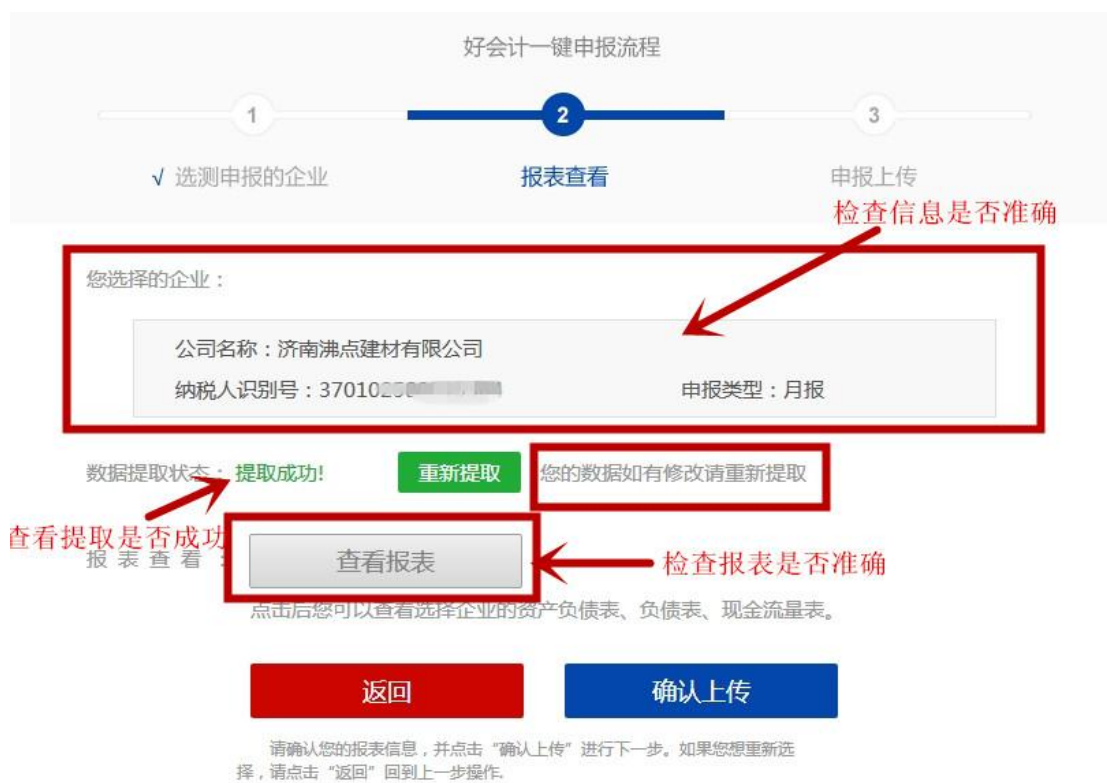 好会计一键申报流程
1
2
3
√ 选测申报的企业
报表查看
申报上传
检查信息是否准确
您选择的企业：
公司名称：济南沸点建材有限公司
纳税人识别号：370102
申报类型：月报
数据提取状态：提取成功!
重新提取
您的数据如有修改请重新提取
查看提取是否成功
报表查看：
查看报表
检查报表是否准确
点击后您可以查看选择企业的资产负债表、负债表、现金流量表。
返回
确认上传
请确认您的报表信息，并点击“确认上传”进行下一步。如果您想重新选
择，请点击“返回”回到上一步操作.